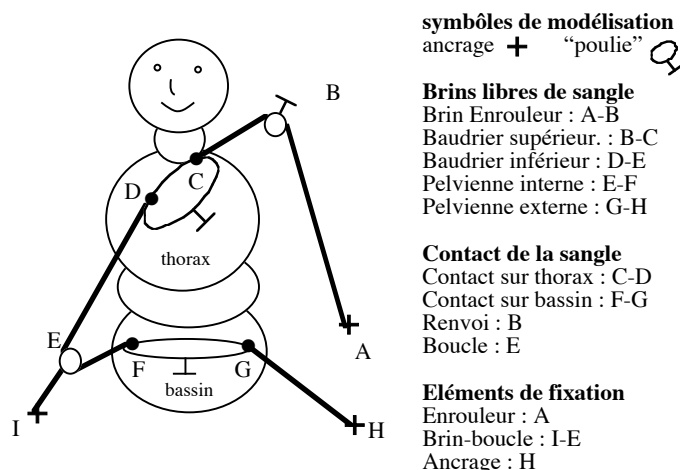 symbôles de modélisation
ancrage “poulie”
Brins libres de sangle
Brin Enrouleur : A-B
Baudrier supérieur. : B-C
Baudrier inférieur : D-E
Pelvienne interne : E-F
Pelvienne externe : G-H
Contact de la sangle
Contact sur thorax : C-D
Contact sur bassin : F-G
Renvoi : B
Boucle : E
Eléments de fixation
Enrouleur : A
Brin-boucle : I-E
Ancrage : H
B
C
D
thorax
E
A
F
G
bassin
I
H